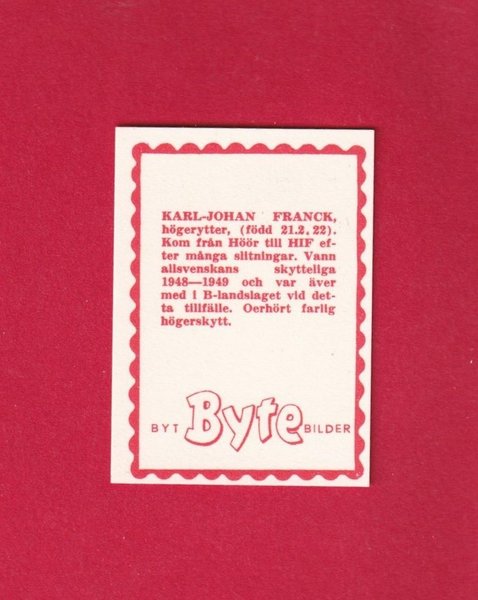 KARL-JOHAN FRANCK,
högerytter, (född 21.2. 22).
Kom från Höör till HIF ef-
ter många slitningar. Vann
allsvenskans skytteliga
1948—1949 och var äver
med i B-landslaget vid det-
ta tillfälle. Oerhört farlig
högerskytt.
BYT Byte BILDER